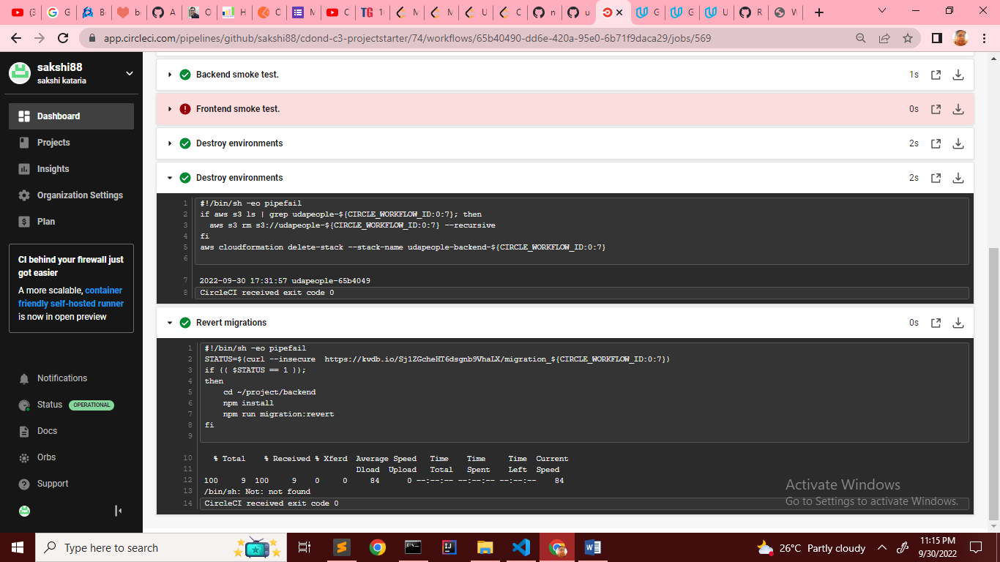 (3
G
B
be
A
O
H
C
M
C
TG 1(
M
M
U
C
n
u
G
G
U
R
W
app.circleci.com/pipelines/github/sakshi88/cdond-c3-projectstarter/74/workflows/65b40490-dd6e-420a-95e0-6b71f9daca29/jobs/569
sakshi88
sakshi kataria
Dashboard
Projects
Insights
Organization Settings
Plan
CI behind your firewall just
got easier
A more scalable, container
friendly self-hosted runner
is now in open preview
Notifications
Status OPERATIONAL
Docs
Orbs
Support
Backend smoke test. 1s
Frontend smoke test. 0s
Destroy environments 2s
Destroy environments 2s
1 #!/bin/sh -eo pipefail
2 if aws s3 ls | grep udapeople-${CIRCLE_WORKFLOW_ID:0:7}; then
3 aws s3 rm s3://udapeople-${CIRCLE_WORKFLOW_ID:0:7} --recursive
4 fi
5 aws cloudformation delete-stack --stack-name udapeople-backend-${CIRCLE_WORKFLOW_ID:0:7}
6
7 2022-09-30 17:31:57 udapeople-65b4049
8 CircleCI received exit code 0
Revert migrations 0s
1 #!/bin/sh -eo pipefail
2 STATUS=$(curl --insecure  https://kvdb.io/Sj1ZGcheHT6dsgnb9VhaLX/migration_${CIRCLE_WORKFLOW_ID:0:7})
3 if (( $STATUS == 1 ));
4 then
5 cd ~/project/backend
6 npm install
7 npm run migration:revert
8 fi
9
10 % Total % Received % Xferd Average Speed Time Time Time Current
11 Dload Upload Total Spent Left Speed
12 100 9 100 9 0 0 84 0 --:--:-- --:--:-- --:--:-- 84
13 /bin/sh: Not: not found
14 CircleCI received exit code 0
Activate Windows
Go to Settings to activate Windows.
Type here to search
26°C Partly cloudy
11:15 PM
9/30/2022